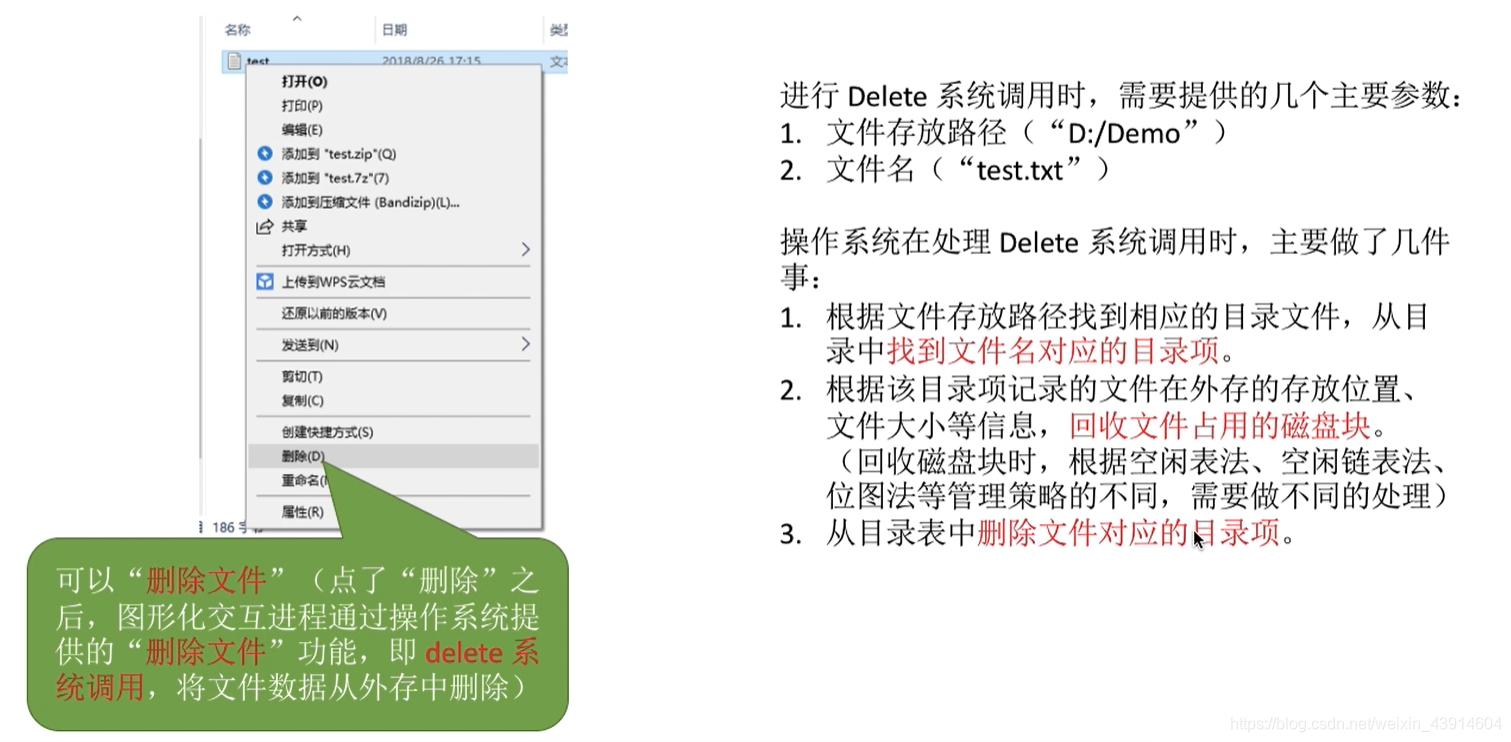 名称 日期 类型
test 2018/8/26 17:15 文本
打开(O)
打印(P)
编辑(E)
添加到 "test.zip"(Q)
添加到 "test.7z"(7)
添加到压缩文件 (Bandizip)(L)...
共享
打开方式(H)
上传到WPS云文档
还原以前的版本(V)
发送到(N)
剪切(T)
复制(C)
创建快捷方式(S)
删除(D)
重命名
属性(R)
186
可以“删除文件”（点了“删除”之
后，图形化交互进程通过操作系统提
供的“删除文件”功能，即 delete 系
统调用，将文件数据从外存中删除）
进行 Delete 系统调用时，需要提供的几个主要参数：
1. 文件存放路径（“D:/Demo”）
2. 文件名（“test.txt”）
操作系统在处理 Delete 系统调用时，主要做了几件
事：
1. 根据文件存放路径找到相应的目录文件，从目
录中找到文件名对应的目录项。
2. 根据该目录项记录的文件在外存的存放位置、
文件大小等信息，回收文件占用的磁盘块。
（回收磁盘块时，根据空闲表法、空闲链表法、
位图法等管理策略的不同，需要做不同的处理）
3. 从目录表中删除文件对应的目录项。
https://blog.csdn.net/weixin_43914604